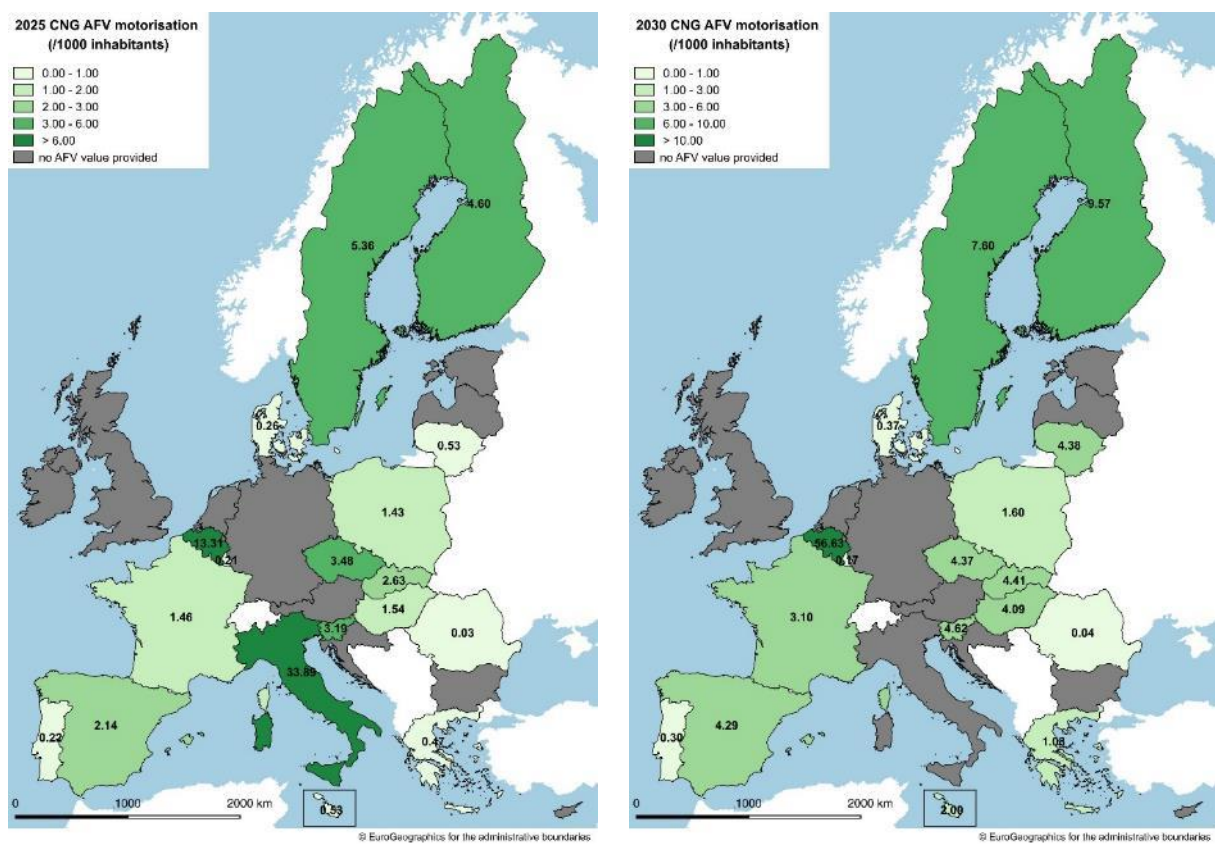 2025 CNG AFV motorisation
(/1000 inhabitants)
0.00 - 1.00
1.00 - 2.00
2.00 - 3.00
3.00 - 6.00
> 6.00
no AFV value provided
4.60
5.36
0.26
0.53
1.43
13.31
0.21
3.48
2.63
1.54
1.46
3.19
0.03
33.89
2.14
0.22
0.47
0.53
0 1000 2000 km
© EuroGeographics for the administrative boundaries
2030 CNG AFV motorisation
(/1000 inhabitants)
0.00 - 1.00
1.00 - 3.00
3.00 - 6.00
6.00 - 10.00
> 10.00
no AFV value provided
9.57
7.60
0.37
4.38
1.60
56.63
0.17
4.37
4.41
4.09
3.10
4.62
0.04
4.29
0.30
2.00
0 1000 2000 km
© EuroGeographics for the administrative boundaries